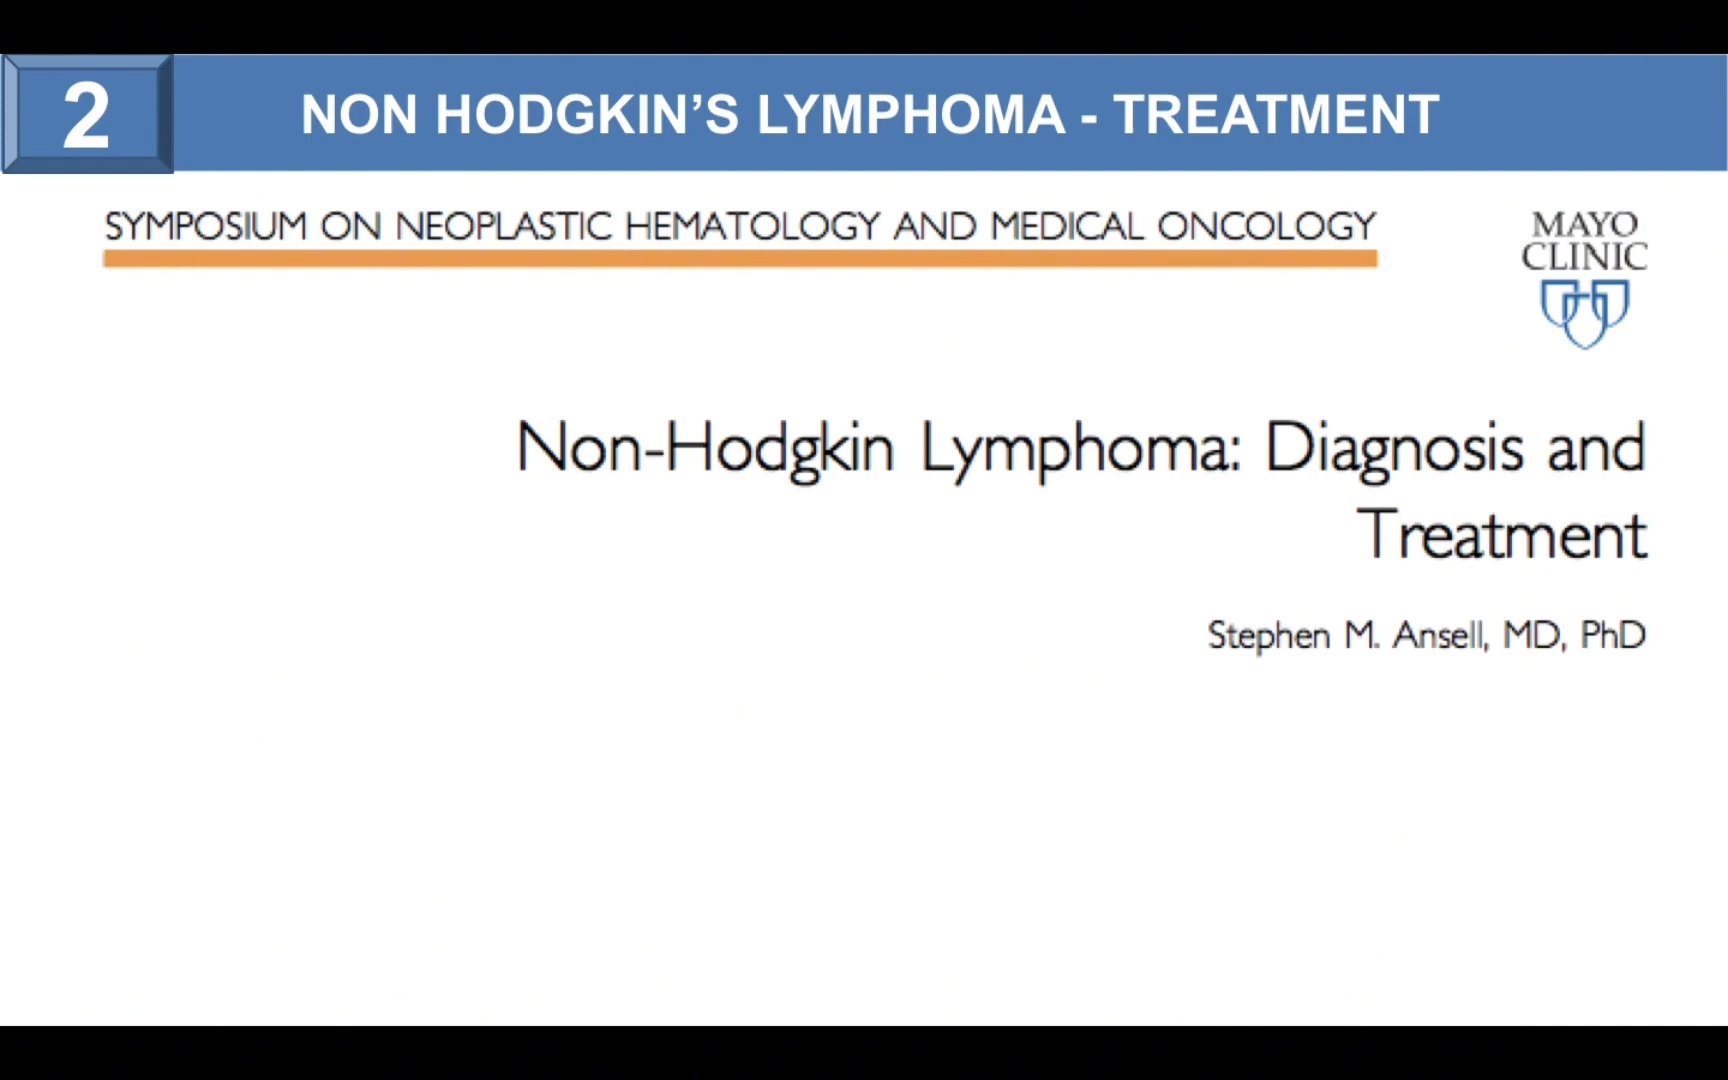 2
NON HODGKIN’S LYMPHOMA - TREATMENT
SYMPOSIUM ON NEOPLASTIC HEMATOLOGY AND MEDICAL ONCOLOGY
MAYO
CLINIC
Non-Hodgkin Lymphoma: Diagnosis and
Treatment
Stephen M. Ansell, MD, PhD